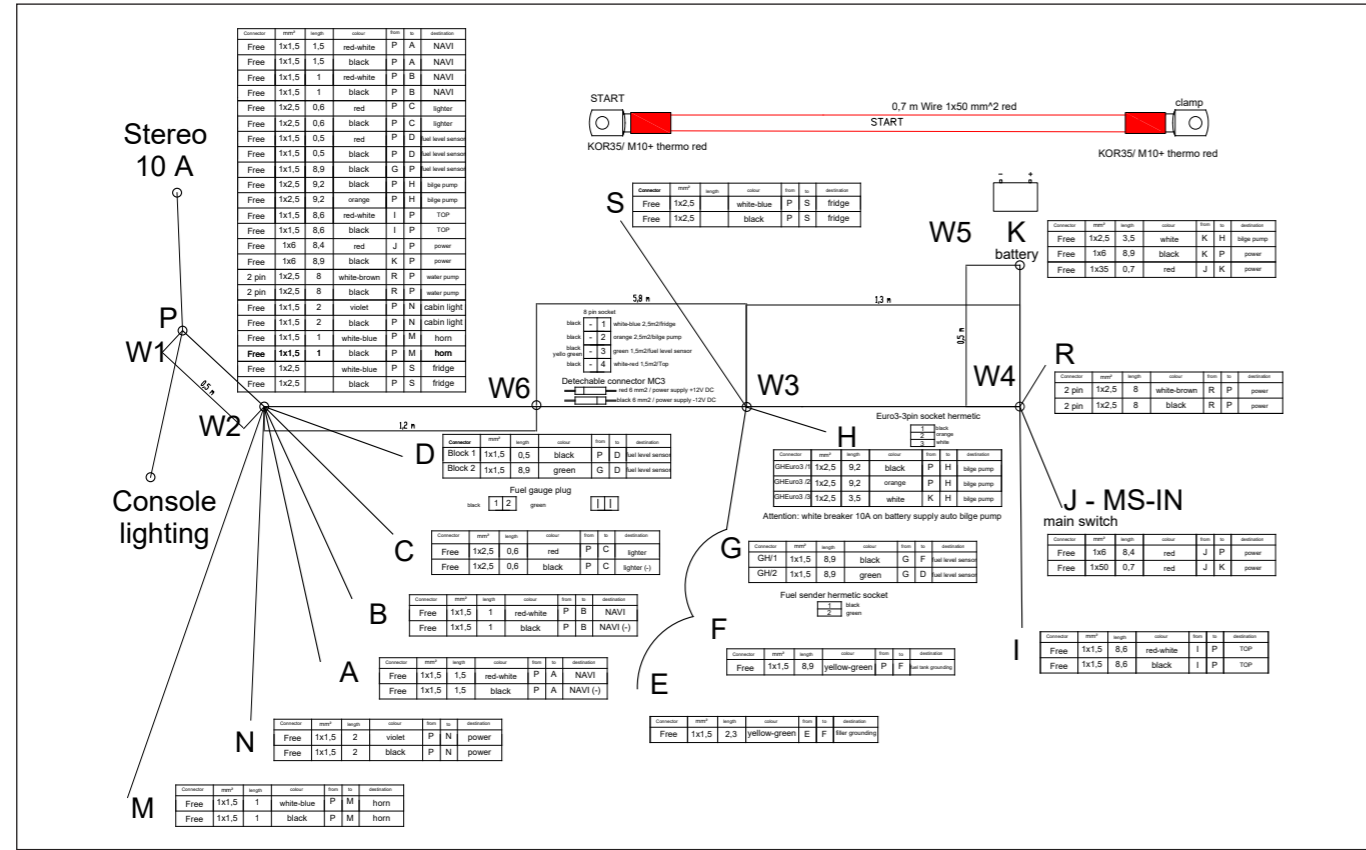 Connector mm² length colour from to destination
Free 1x1,5 1,5 red-white P A NAVI
Free 1x1,5 1,5 black P A NAVI
Free 1x1,5 1 red-white P B NAVI
Free 1x1,5 1 black P B NAVI
Free 1x2,5 0,6 red P C lighter
Free 1x2,5 0,6 black P C lighter
Free 1x1,5 0,5 red P D fuel level sensor
Free 1x1,5 0,5 black P D fuel level sensor
Free 1x1,5 8,9 black G P fuel level sensor
Free 1x2,5 9,2 black P H bilge pump
Free 1x2,5 9,2 orange P H bilge pump
Free 1x1,5 8,6 red-white I P TOP
Free 1x1,5 8,6 black I P TOP
Free 1x6 8,4 red J P power
Free 1x6 8,9 black K P power
2 pin 1x2,5 8 white-brown R P water pump
2 pin 1x2,5 8 black R P water pump
Free 1x1,5 2 violet P N cabin light
Free 1x1,5 2 black P N cabin light
Free 1x1,5 1 white-blue P M horn
Free 1x1,5 1 black P M horn
Free 1x2,5 white-blue P S fridge
Free 1x2,5 black P S fridge
Stereo
10 A
START
0,7 m Wire 1x50 mm^2 red
clamp
START
KOR35/ M10+ thermo red
KOR35/ M10+ thermo red
S
Connector mm² length colour from to destination
Free 1x2,5 white-blue P S fridge
Free 1x2,5 black P S fridge
- +
W5
K
battery
Connector mm² length colour from to destination
Free 1x2,5 3,5 white K H bilge pump
Free 1x6 8,9 black K P power
Free 1x35 0,7 red J K power
5,8 m
1,3 m
0,5 m
8 pin socket
black - 1 white-blue 2,5m2/fridge
black - 2 orange 2,5m2/bilge pump
black
yello green - 3 green 1,5m2/fuel level sensor
black - 4 white-red 1,5m2/Top
Detechable connector MC3
red 6 mm2 / power supply +12V DC
black 6 mm2 / power supply -12V DC
P
W1
0,5 m
W2
W6
W3
W4
1,2 m
R
Connector mm² length colour from to destination
2 pin 1x2,5 8 white-brown R P power
2 pin 1x2,5 8 black R P power
Euro3-3pin socket hermetic
1 black
2 orange
3 white
H
Connector mm² length colour from to destination
GHEuro3 /1 1x2,5 9,2 black P H bilge pump
GHEuro3 /2 1x2,5 9,2 orange P H bilge pump
GHEuro3 /3 1x2,5 3,5 white K H bilge pump
Attention: white breaker 10A on battery supply auto bilge pump
D
Connector mm² length colour from to destination
Block 1 1x1,5 0,5 black P D fuel level sensor
Block 2 1x1,5 8,9 green G D fuel level sensor
Fuel gauge plug
black 1 2 green
Console
lighting
J - MS-IN
main switch
Connector mm² length colour from to destination
Free 1x6 8,4 red J P power
Free 1x50 0,7 red J K power
C
Connector mm² length colour from to destination
Free 1x2,5 0,6 red P C lighter
Free 1x2,5 0,6 black P C lighter (-)
G
Connector mm² length colour from to destination
GH/1 1x1,5 8,9 black G F fuel level sensor
GH/2 1x1,5 8,9 green G D fuel level sensor
Fuel sender hermetic socket
1 black
2 green
B
Connector mm² length colour from to destination
Free 1x1,5 1 red-white P B NAVI
Free 1x1,5 1 black P B NAVI (-)
F
Connector mm² length colour from to destination
Free 1x1,5 8,9 yellow-green P F fuel tank grounding
I
Connector mm² length colour from to destination
Free 1x1,5 8,6 red-white I P TOP
Free 1x1,5 8,6 black I P TOP
A
Connector mm² length colour from to destination
Free 1x1,5 1,5 red-white P A NAVI
Free 1x1,5 1,5 black P A NAVI (-)
E
Connector mm² length colour from to destination
Free 1x1,5 2,3 yellow-green E F filler grounding
N
Connector mm² length colour from to destination
Free 1x1,5 2 violet P N power
Free 1x1,5 2 black P N power
M
Connector mm² length colour from to destination
Free 1x1,5 1 white-blue P M horn
Free 1x1,5 1 black P M horn